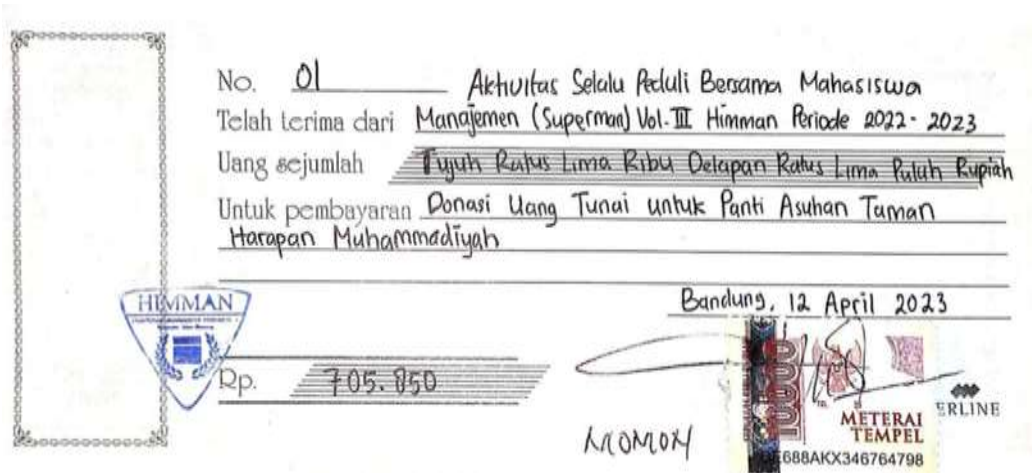 No. 01 Aktivitas Selalu Peduli Bersama Mahasiswa
Telah terima dari Manajemen (Superman) Vol. III Himman Periode 2022-2023
Uang sejumlah Tujuh Ratus Lima Ribu Delapan Ratus Lima Puluh Rupiah
Untuk pembayaran Donasi Uang Tunai untuk Panti Asuhan Taman
Harapan Muhammadiyah
Bandung, 12 April 2023
HIMMAN
Rp. 705.850
10000
METERAI
TEMPEL
688AKX346764798
ERLINE
MOMON